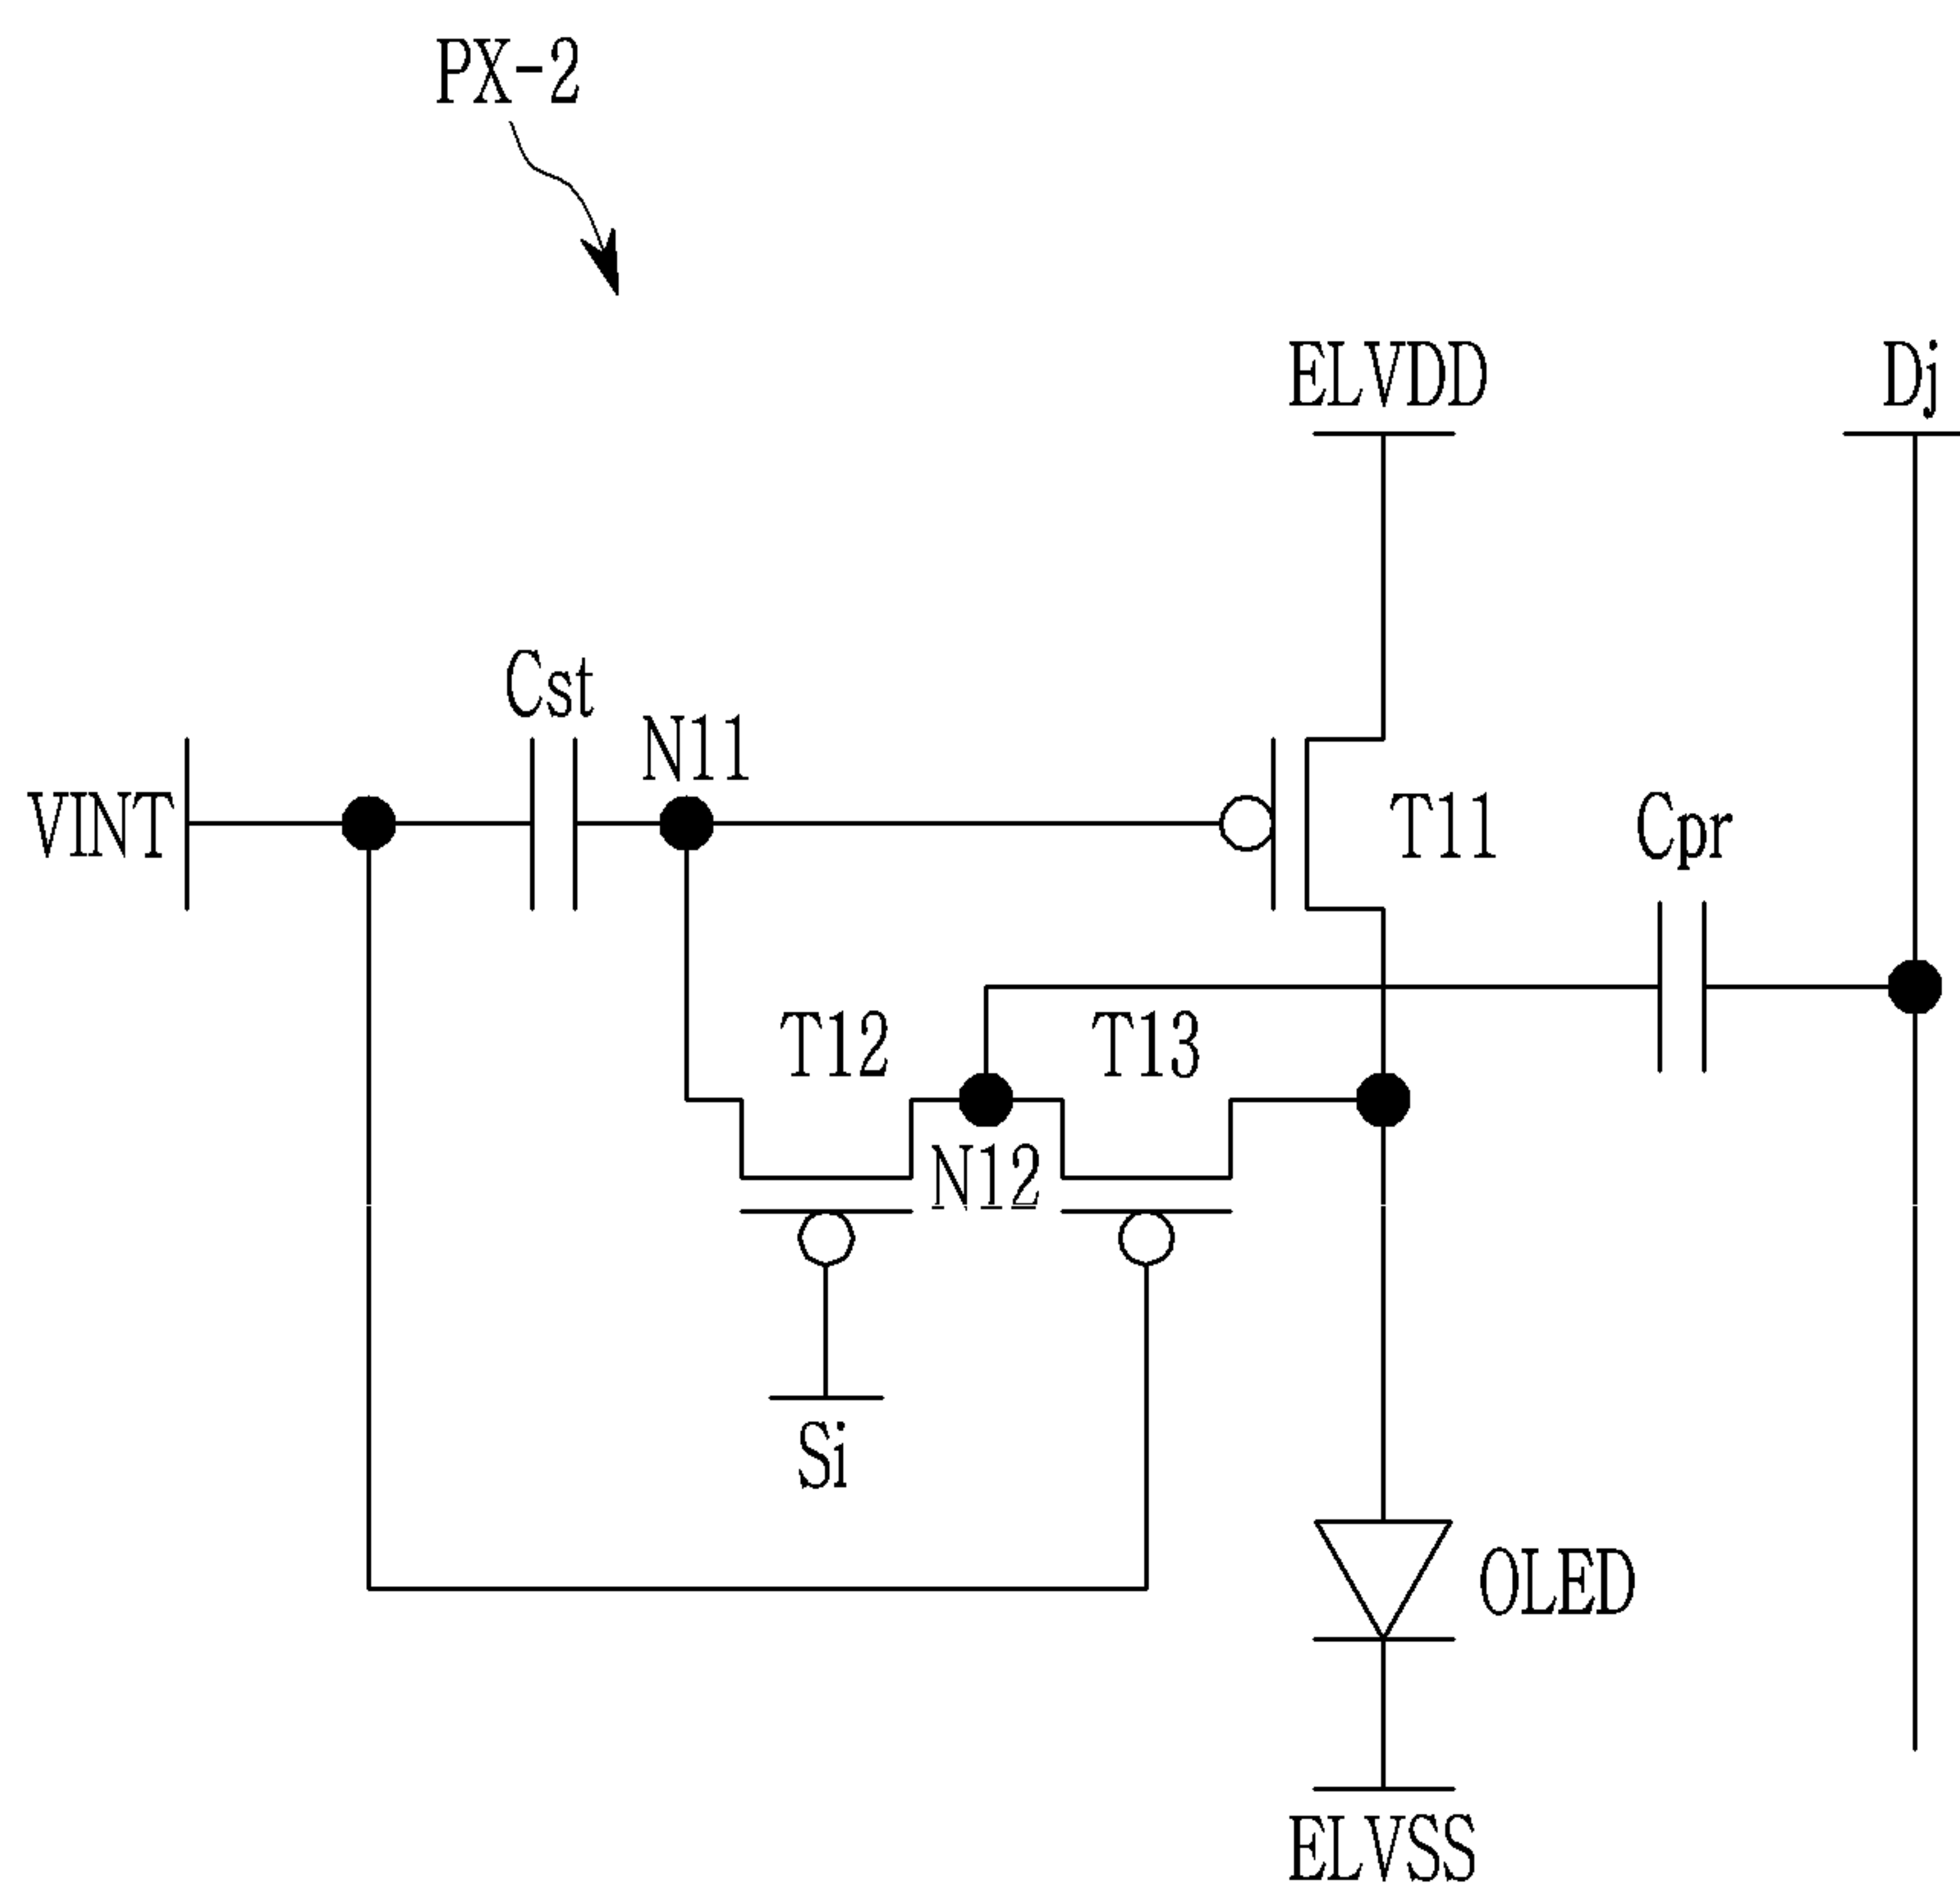 PX-2
ELVDD
Dj
Cst
N11
VINT
T11
Cpr
T12
T13
N12
Si
OLED
ELVSS